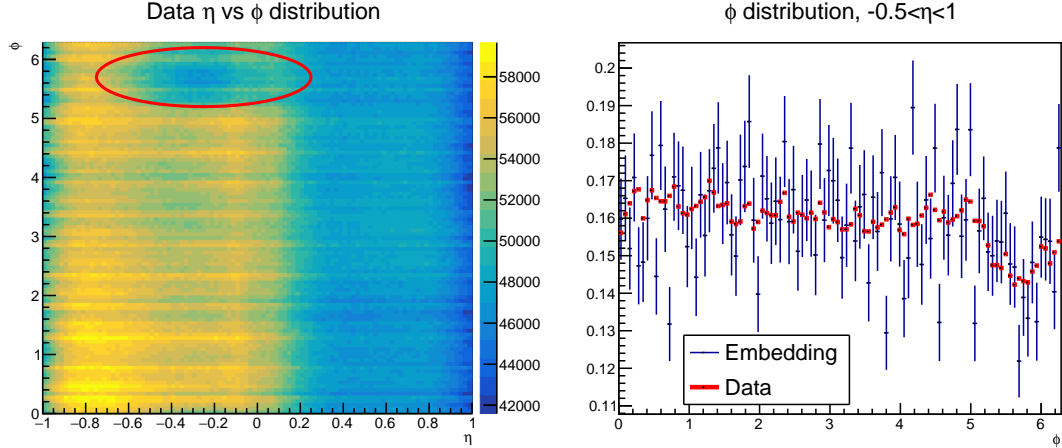 Data η vs φ distribution
φ
6
5
4
3
2
1
0
−1 −0.8 −0.6 −0.4 −0.2 0 0.2 0.4 0.6 0.8 1
η
58000
56000
54000
52000
50000
48000
46000
44000
42000
φ distribution, -0.5<η<1
0.2
0.19
0.18
0.17
0.16
0.15
0.14
0.13
0.12
0.11
Embedding
Data
0 1 2 3 4 5 6
φ